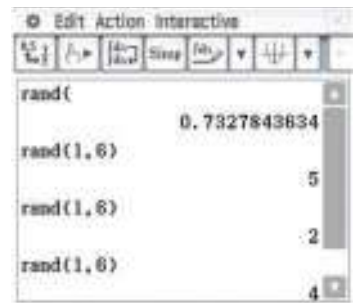 Edit Action Interactive
Simp
rand(
0.7327843634
rand(1,6)
5
rand(1,6)
2
rand(1,6)
4